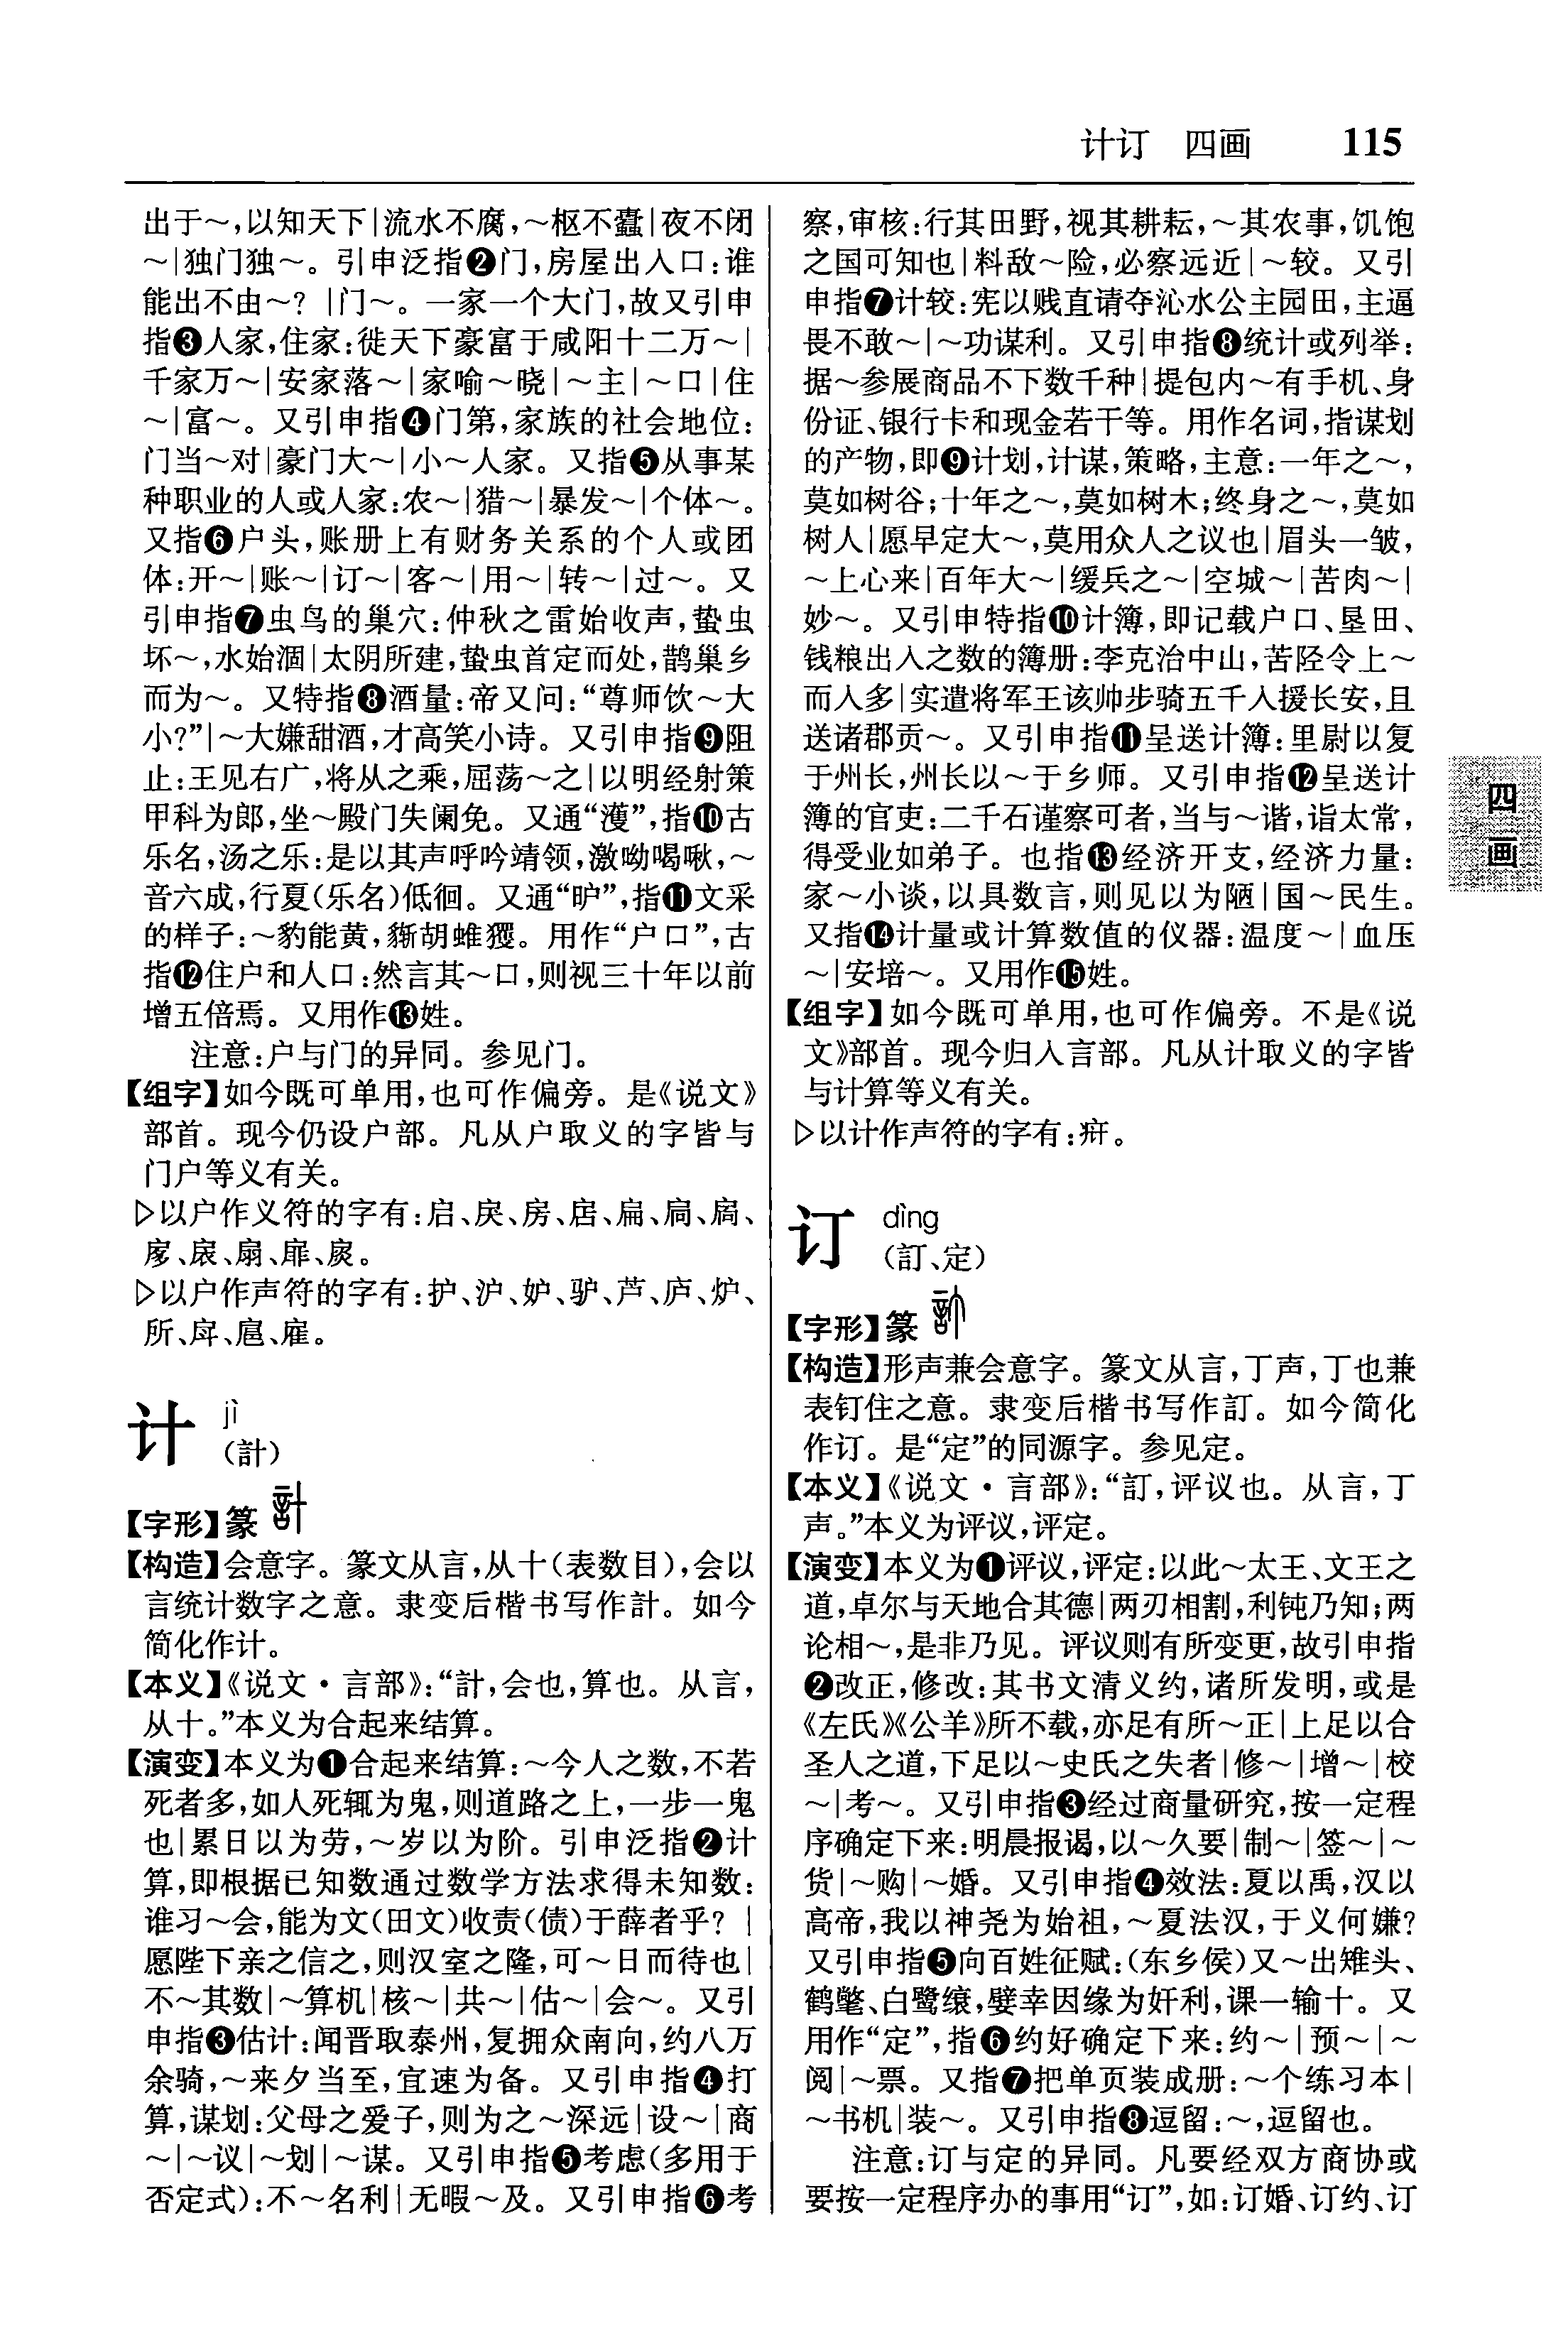 计订 四画 115
出于～,以知天下|流水不腐,～枢不蠹|夜不闭
～|独门独～。引申泛指❷门,房屋出入口:谁
能出不由～? |门～。一家一个大门,故又引申
指❸人家,住家:徙天下豪富于咸阳十二万～|
千家万～|安家落～|家喻～晓|～主|～口|住
～|富～。又引申指❹门第,家族的社会地位:
门当～对|豪门大～|小～人家。又指❺从事某
种职业的人或人家:农～|猎～|暴发～|个体～。
又指❻户头,账册上有财务关系的个人或团
体:开～|账～|订～|客～|用～|转～|过～。又
引申指❼虫鸟的巢穴:仲秋之雷始收声,蛰虫
坏～,水始涸|太阴所建,蛰虫首定而处,鹊巢乡
而为～。又特指❽酒量:帝又问:“尊师饮～大
小?”|～大嫌甜酒,才高笑小诗。又引申指❾阻
止:王见右广,将从之乘,屈荡～之|以明经射策
甲科为郎,坐～殿门失阑免。又通“濩”,指❿古
乐名,汤之乐:是以其声呼吟靖领,激呦喝啾,～
音六成,行夏(乐名)低徊。又通“昈”,指⓫文采
的样子:～豹能黄,獑胡蜼玃。用作“户口”,古
指⓬住户和人口:然言其～口,则视三十年以前
增五倍焉。又用作⓭姓。
注意:户与门的异同。参见门。
【组字】如今既可单用,也可作偏旁。是《说文》
部首。现今仍设户部。凡从户取义的字皆与
门户等义有关。
▷以户作义符的字有:启、戾、房、扂、扁、扃、扄、
扅、扆、扇、扉、扊。
▷以户作声符的字有:护、沪、妒、驴、芦、庐、炉、
所、戽、扈、雇。
计 jì
(計)
【字形】篆
【构造】会意字。篆文从言,从十(表数目),会以
言统计数字之意。隶变后楷书写作計。如今
简化作计。
【本义】《说文·言部》:“計,会也,算也。从言,
从十。”本义为合起来结算。
【演变】本义为❶合起来结算:～今人之数,不若
死者多,如人死辄为鬼,则道路之上,一步一鬼
也|累日以为劳,～岁以为阶。引申泛指❷计
算,即根据已知数通过数学方法求得未知数:
谁习～会,能为文(田文)收责(债)于薛者乎? |
愿陛下亲之信之,则汉室之隆,可～日而待也|
不～其数|～算机|核～|共～|估～|会～。又引
申指❸估计:闻晋取泰州,复拥众南向,约八万
余骑,～来夕当至,宜速为备。又引申指❹打
算,谋划:父母之爱子,则为之～深远|设～|商
～|～议|～划|～谋。又引申指❺考虑(多用于
否定式):不～名利|无暇～及。又引申指❻考
察,审核:行其田野,视其耕耘,～其农事,饥饱
之国可知也|料敌～险,必察远近|～较。又引
申指❼计较:宪以贱直请夺沁水公主园田,主逼
畏不敢～|～功谋利。又引申指❽统计或列举:
据～参展商品不下数千种|提包内～有手机、身
份证、银行卡和现金若干等。用作名词,指谋划
的产物,即❾计划,计谋,策略,主意:一年之～,
莫如树谷;十年之～,莫如树木;终身之～,莫如
树人|愿早定大～,莫用众人之议也|眉头一皱,
～上心来|百年大～|缓兵之～|空城～|苦肉～|
妙～。又引申特指❿计簿,即记载户口、垦田、
钱粮出入之数的簿册:李克治中山,苦陉令上～
而入多|实遣将军王该帅步骑五千入援长安,且
送诸郡贡～。又引申指⓫呈送计簿:里尉以复
于州长,州长以～于乡师。又引申指⓬呈送计
簿的官吏:二千石谨察可者,当与～谐,诣太常,
得受业如弟子。也指⓭经济开支,经济力量:
家～小谈,以具数言,则见以为陋|国～民生。
又指⓮计量或计算数值的仪器:温度～|血压
～|安培～。又用作⓯姓。
【组字】如今既可单用,也可作偏旁。不是《说
文》部首。现今归入言部。凡从计取义的字皆
与计算等义有关。
▷以计作声符的字有:㾏。
订 dìng
(訂、定)
【字形】篆
【构造】形声兼会意字。篆文从言,丁声,丁也兼
表钉住之意。隶变后楷书写作訂。如今简化
作订。是“定”的同源字。参见定。
【本义】《说文·言部》:“訂,评议也。从言,丁
声。”本义为评议,评定。
【演变】本义为❶评议,评定:以此～太王、文王之
道,卓尔与天地合其德|两刃相割,利钝乃知;两
论相～,是非乃见。评议则有所变更,故引申指
❷改正,修改:其书文清义约,诸所发明,或是
《左氏》《公羊》所不载,亦足有所～正|上足以合
圣人之道,下足以～史氏之失者|修～|增～|校
～|考～。又引申指❸经过商量研究,按一定程
序确定下来:明晨报谒,以～久要|制～|签～|～
货|～购|～婚。又引申指❹效法:夏以禹,汉以
高帝,我以神尧为始祖,～夏法汉,于义何嫌?
又引申指❺向百姓征赋:(东乡侯)又～出雉头、
鹤氅、白鹭缞,嬖幸因缘为奸利,课一输十。又
用作“定”,指❻约好确定下来:约～|预～|～
阅|～票。又指❼把单页装成册:～个练习本|
～书机|装～。又引申指❽逗留:～,逗留也。
注意:订与定的异同。凡要经双方商协或
要按一定程序办的事用“订”,如:订婚、订约、订
四
画